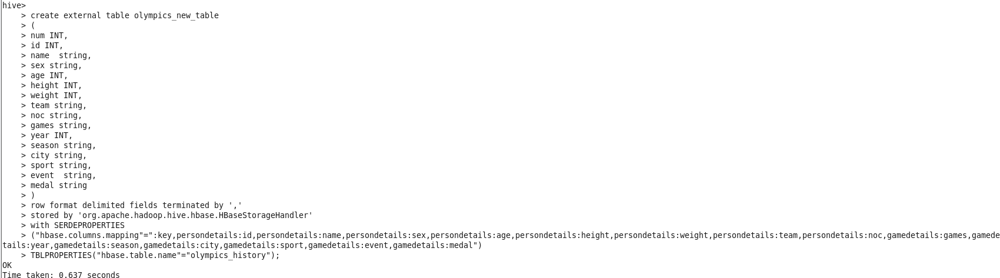 hive>
    > create external table olympics_new_table
    > (
    > num INT,
    > id INT,
    > name  string,
    > sex string,
    > age INT,
    > height INT,
    > weight INT,
    > team string,
    > noc string,
    > games string,
    > year INT,
    > season string,
    > city string,
    > sport string,
    > event  string,
    > medal string
    > )
    > row format delimited fields terminated by ','
    > stored by 'org.apache.hadoop.hive.hbase.HBaseStorageHandler'
    > with SERDEPROPERTIES
    > ("hbase.columns.mapping"=":key,persondetails:id,persondetails:name,persondetails:sex,persondetails:age,persondetails:height,persondetails:weight,persondetails:team,persondetails:noc,gamedetails:games,gamede
tails:year,gamedetails:season,gamedetails:city,gamedetails:sport,gamedetails:event,gamedetails:medal")
    > TBLPROPERTIES("hbase.table.name"="olympics_history");
OK
Time taken: 0.637 seconds